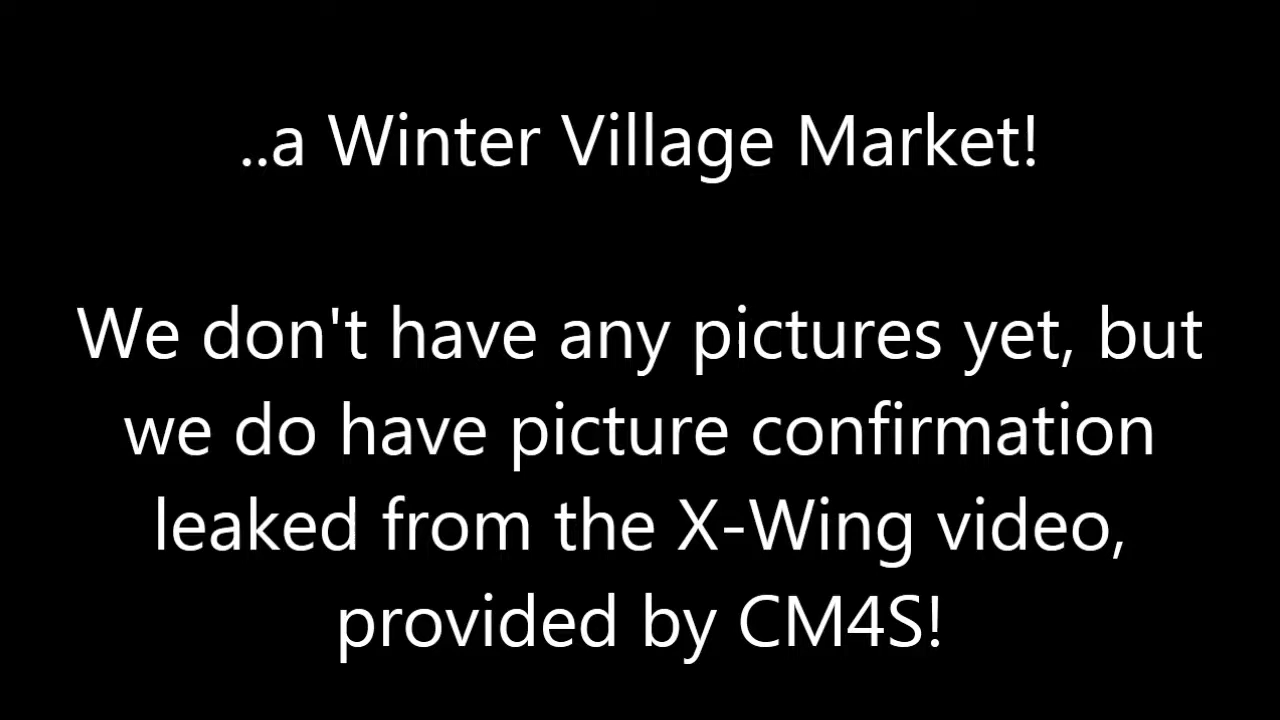 ..a Winter Village Market!
We don't have any pictures yet, but
we do have picture confirmation
leaked from the X-Wing video,
provided by CM4S!